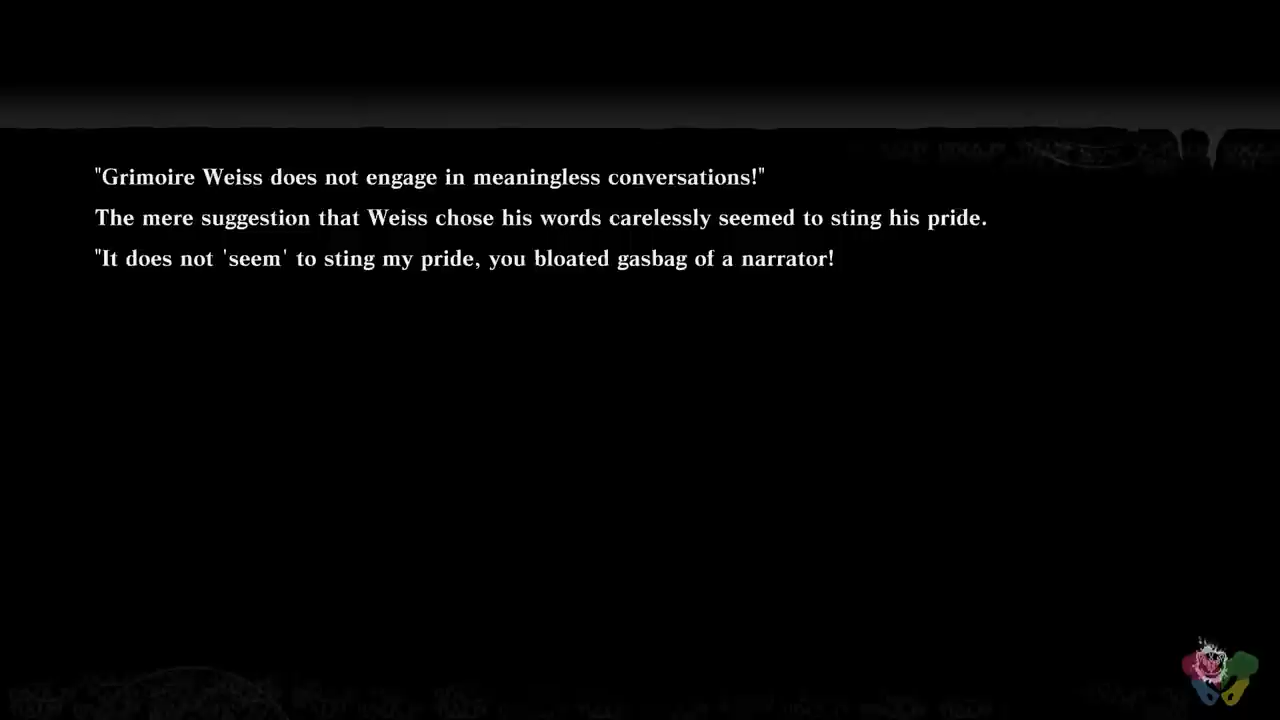 "Grimoire Weiss does not engage in meaningless conversations!"
The mere suggestion that Weiss chose his words carelessly seemed to sting his pride.
"It does not 'seem' to sting my pride, you bloated gasbag of a narrator!